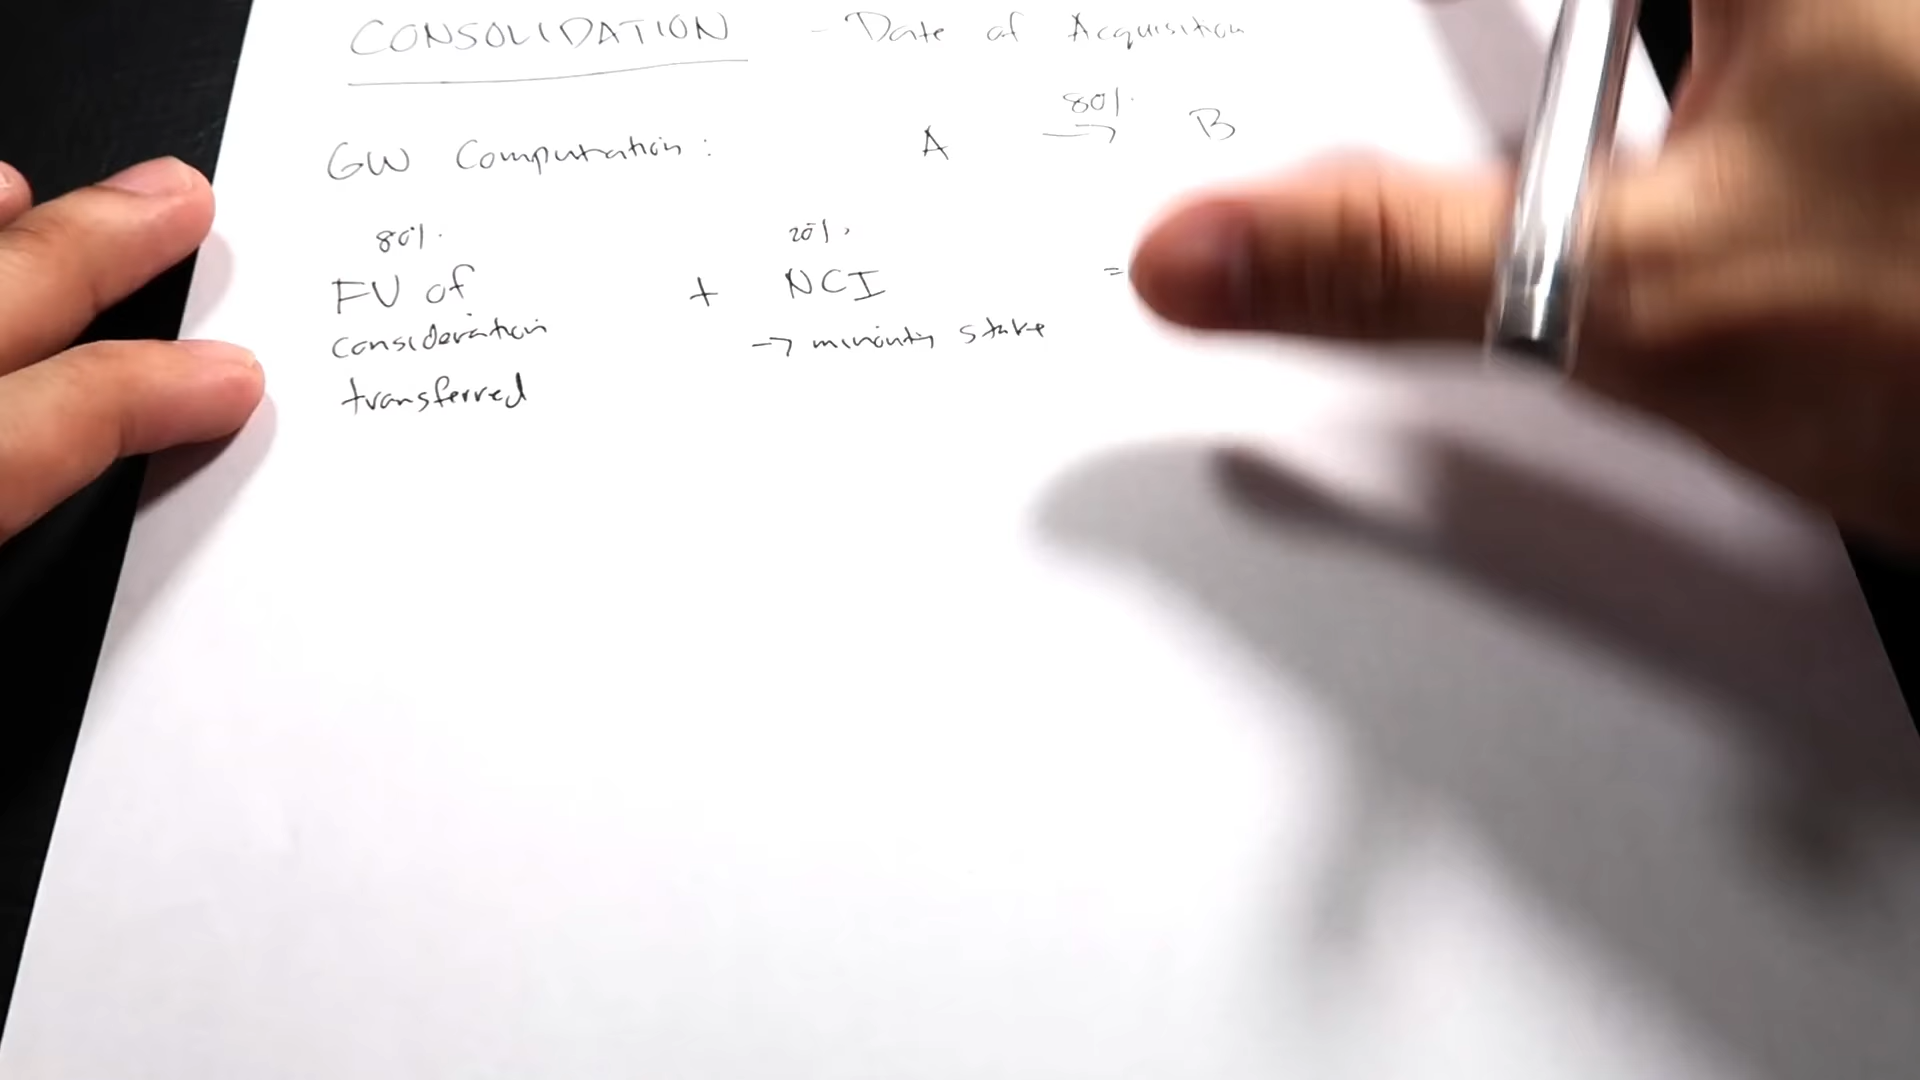 CONSOLIDATION - Date of Acquisition
GW Computation : A 80% → B
80% 20%
FV of + NCI =
consideration → minority stake
transferred